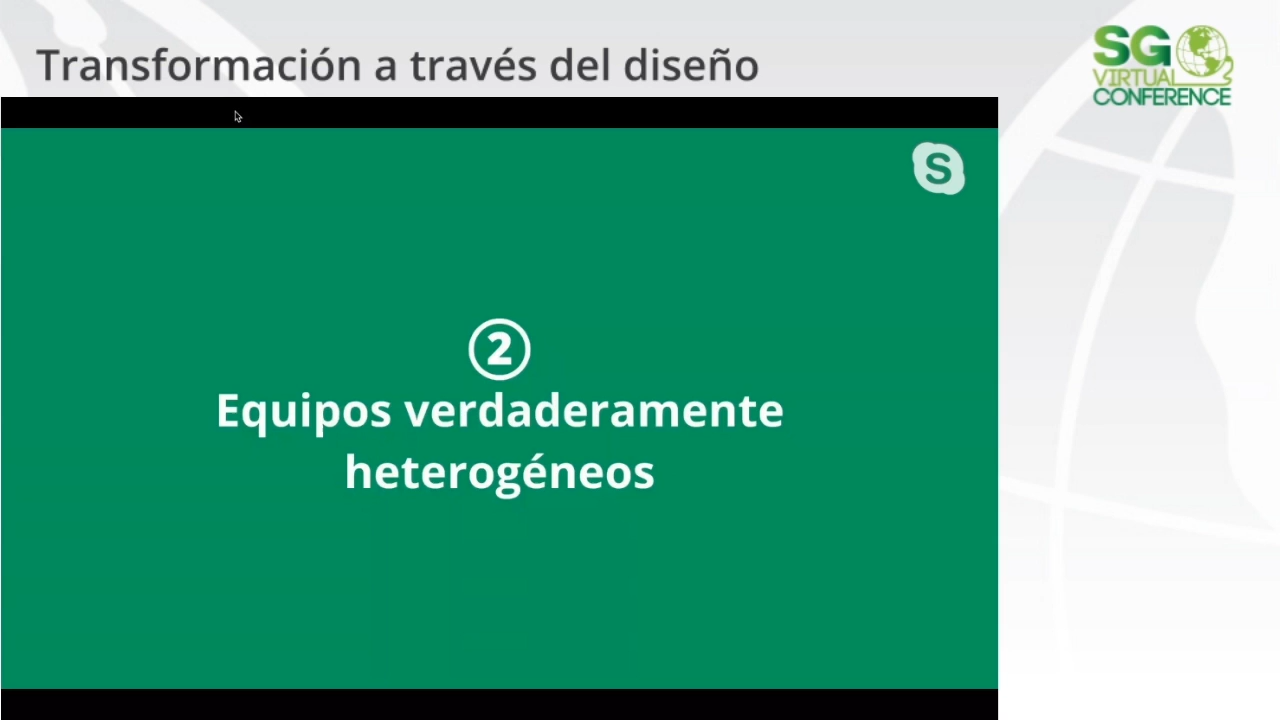 Transformación a través del diseño
SG
VIRTUAL
CONFERENCE
S
2
Equipos verdaderamente
heterogéneos